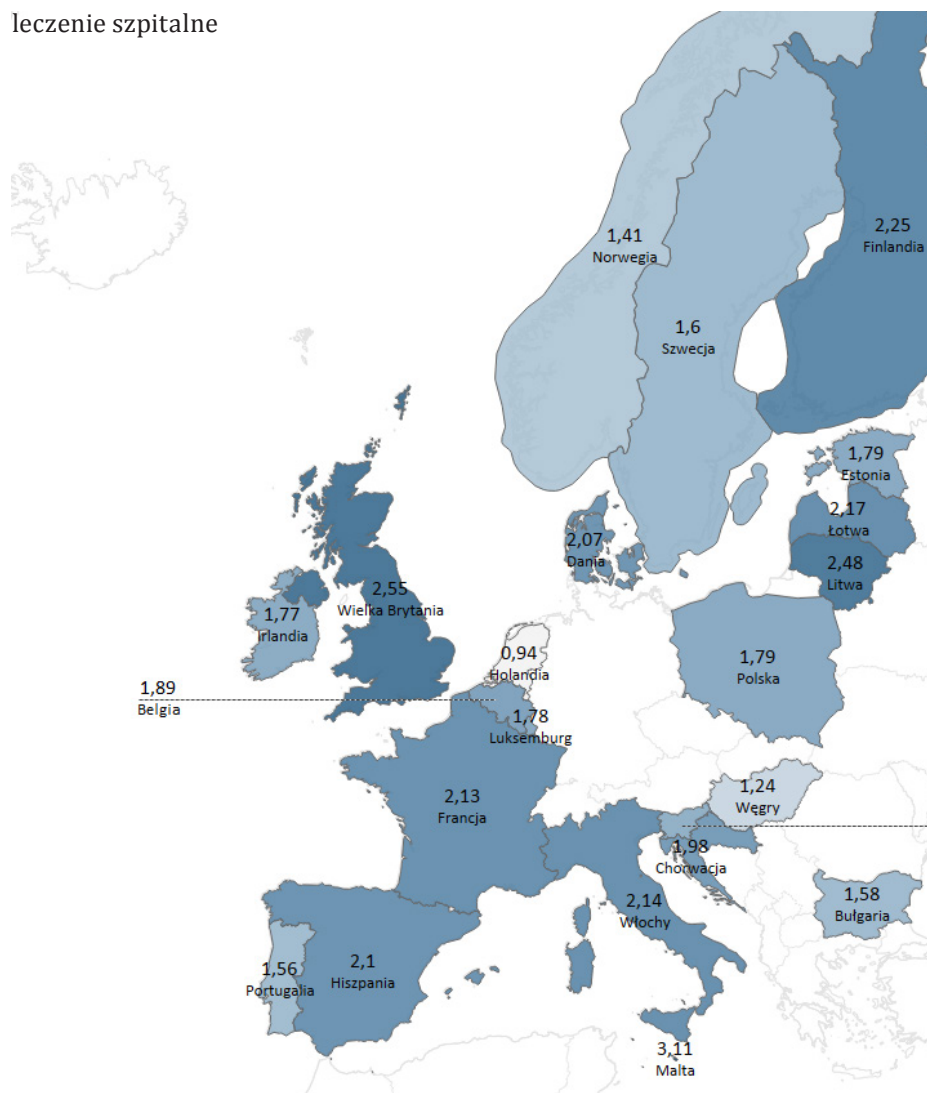 leczenie szpitalne
1,41
Norwegia
2,25
Finlandia
1,6
Szwecja
1,79
Estonia
2,17
Łotwa
2,48
Litwa
2,07
Dania
2,55
Wielka Brytania
1,77
Irlandia
0,94
Holandia
1,79
Polska
1,89
Belgia
1,78
Luksemburg
2,13
Francja
1,24
Węgry
1,98
Chorwacja
1,58
Bułgaria
2,14
Włochy
1,56
Portugalia
2,1
Hiszpania
3,11
Malta